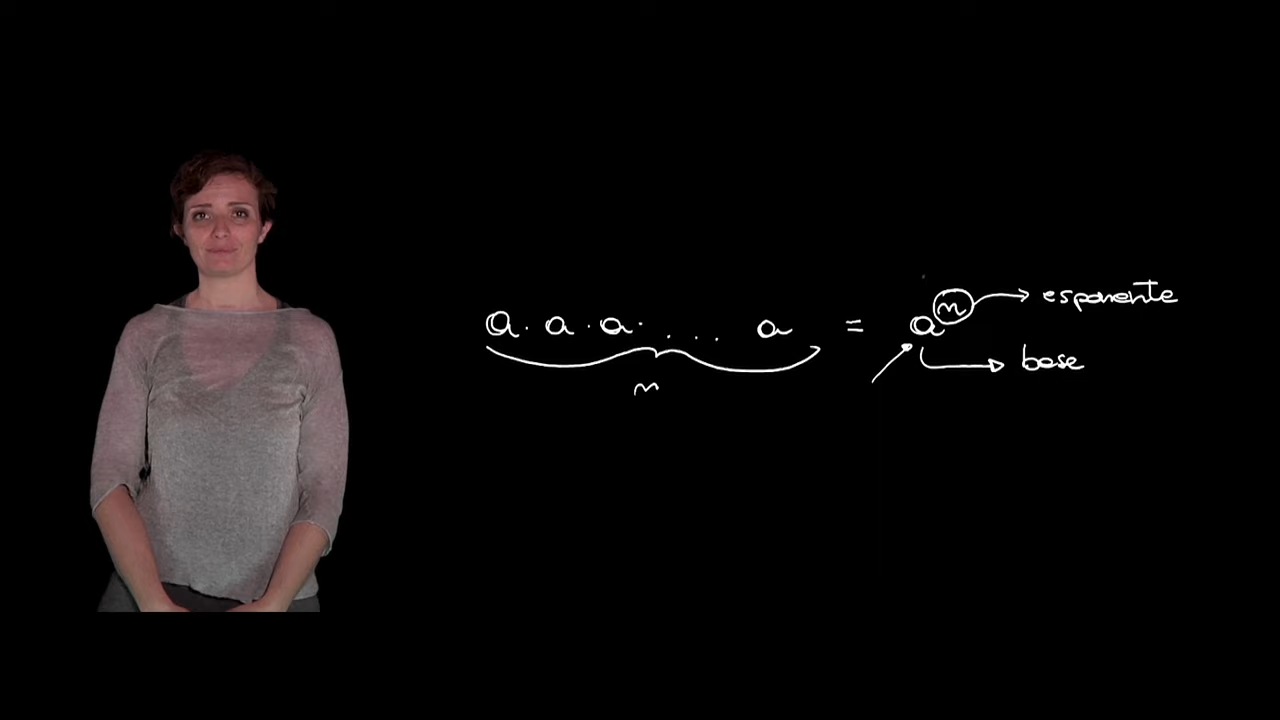 a · a · a · . . . a = aⁿ → esponente
n
→ base